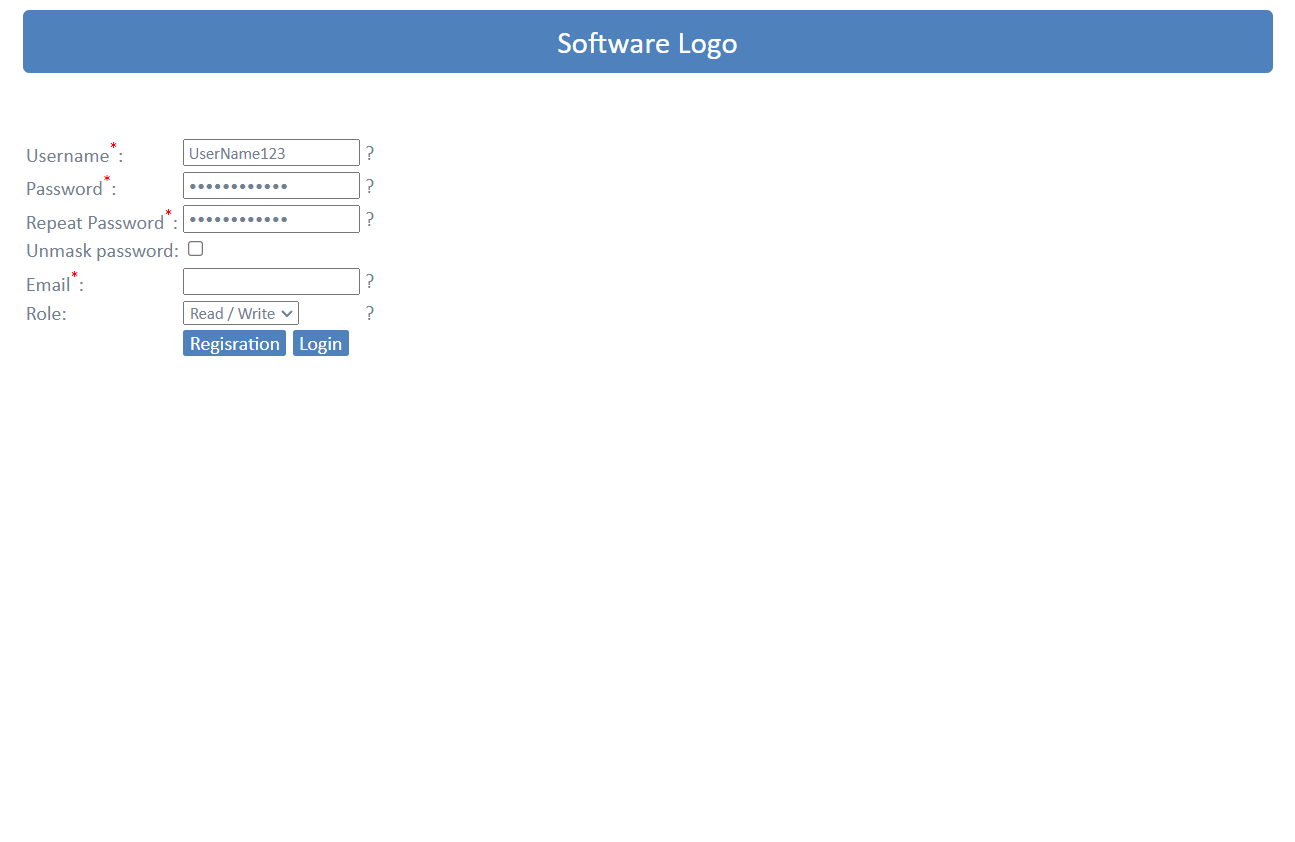 Software Logo
Username*: UserName123 ?
Password*: •••••••••••• ?
Repeat Password*: •••••••••••• ?
Unmask password:
Email*: ?
Role: Read / Write ?
Regisration Login